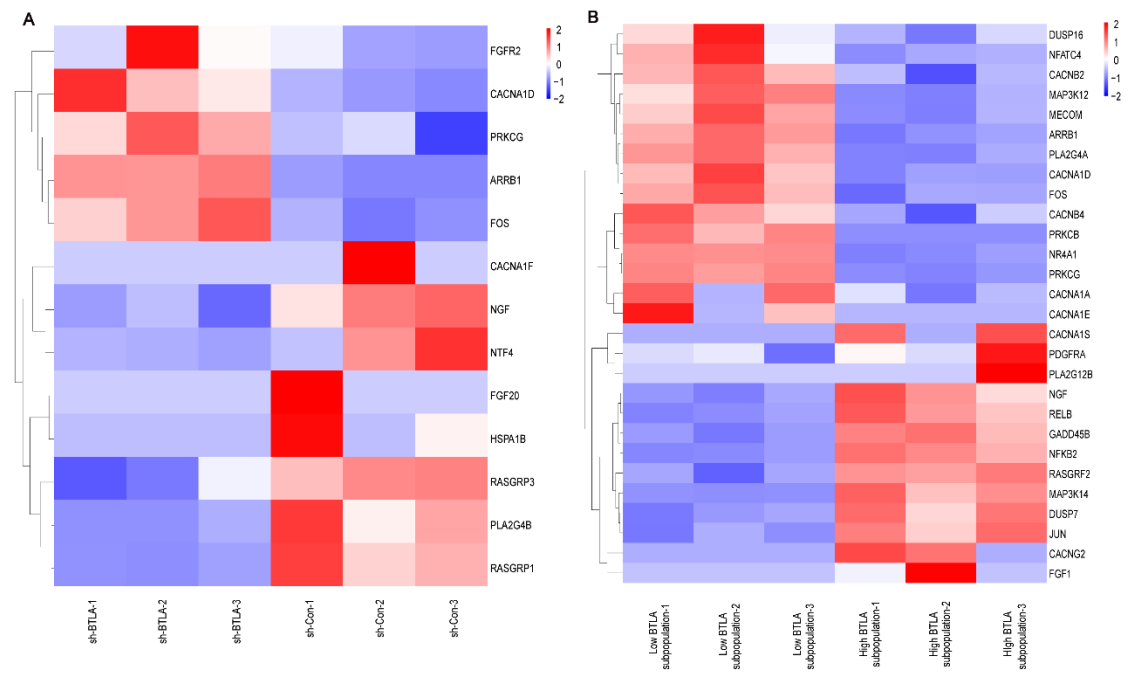 A
2
1
0
−1
−2
FGFR2
CACNA1D
PRKCG
ARRB1
FOS
CACNA1F
NGF
NTF4
FGF20
HSPA1B
RASGRP3
PLA2G4B
RASGRP1
sh-BTLA-1
sh-BTLA-2
sh-BTLA-3
sh-Con-1
sh-Con-2
sh-Con-3
B
2
1
0
−1
−2
DUSP16
NFATC4
CACNB2
MAP3K12
MECOM
ARRB1
PLA2G4A
CACNA1D
FOS
CACNB4
PRKCB
NR4A1
PRKCG
CACNA1A
CACNA1E
CACNA1S
PDGFRA
PLA2G12B
NGF
RELB
GADD45B
NFKB2
RASGRF2
MAP3K14
DUSP7
JUN
CACNG2
FGF1
Low BTLA
subpopulation-1
Low BTLA
subpopulation-2
Low BTLA
subpopulation-3
High BTLA
subpopulation-1
High BTLA
subpopulation-2
HIgh BTLA
subpopulation-3